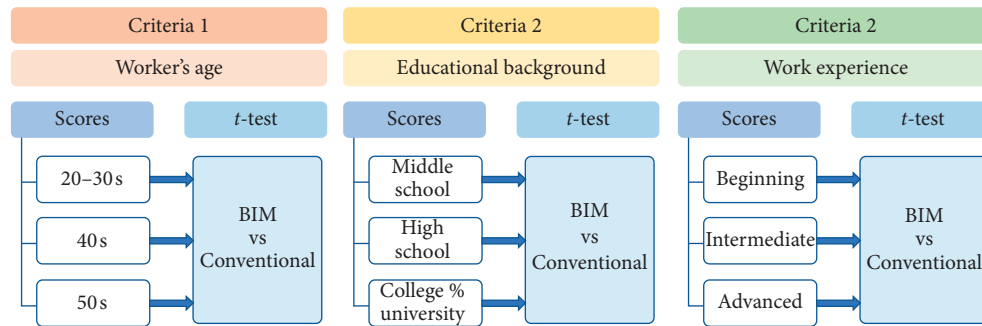 Criteria 1
Worker's age
Scores
t-test
20–30 s
40 s
50 s
BIM
vs
Conventional
Criteria 2
Educational background
Scores
t-test
Middle
school
High
school
College %
university
BIM
vs
Conventional
Criteria 2
Work experience
Scores
t-test
Beginning
Intermediate
Advanced
BIM
vs
Conventional